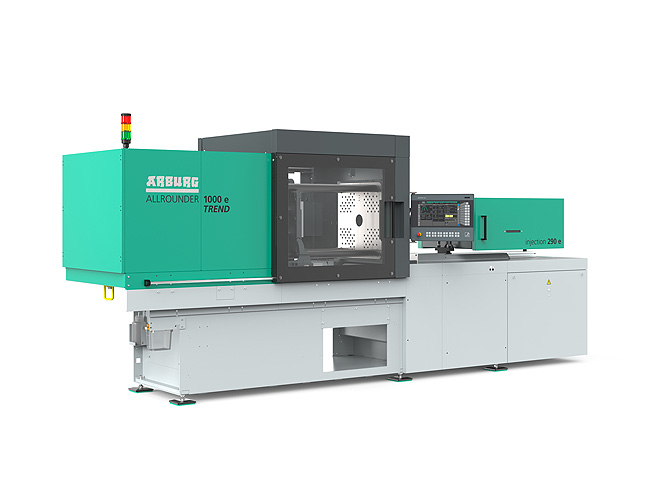 ARBURG
ALLROUNDER 1000 e
TREND
injection 290 e